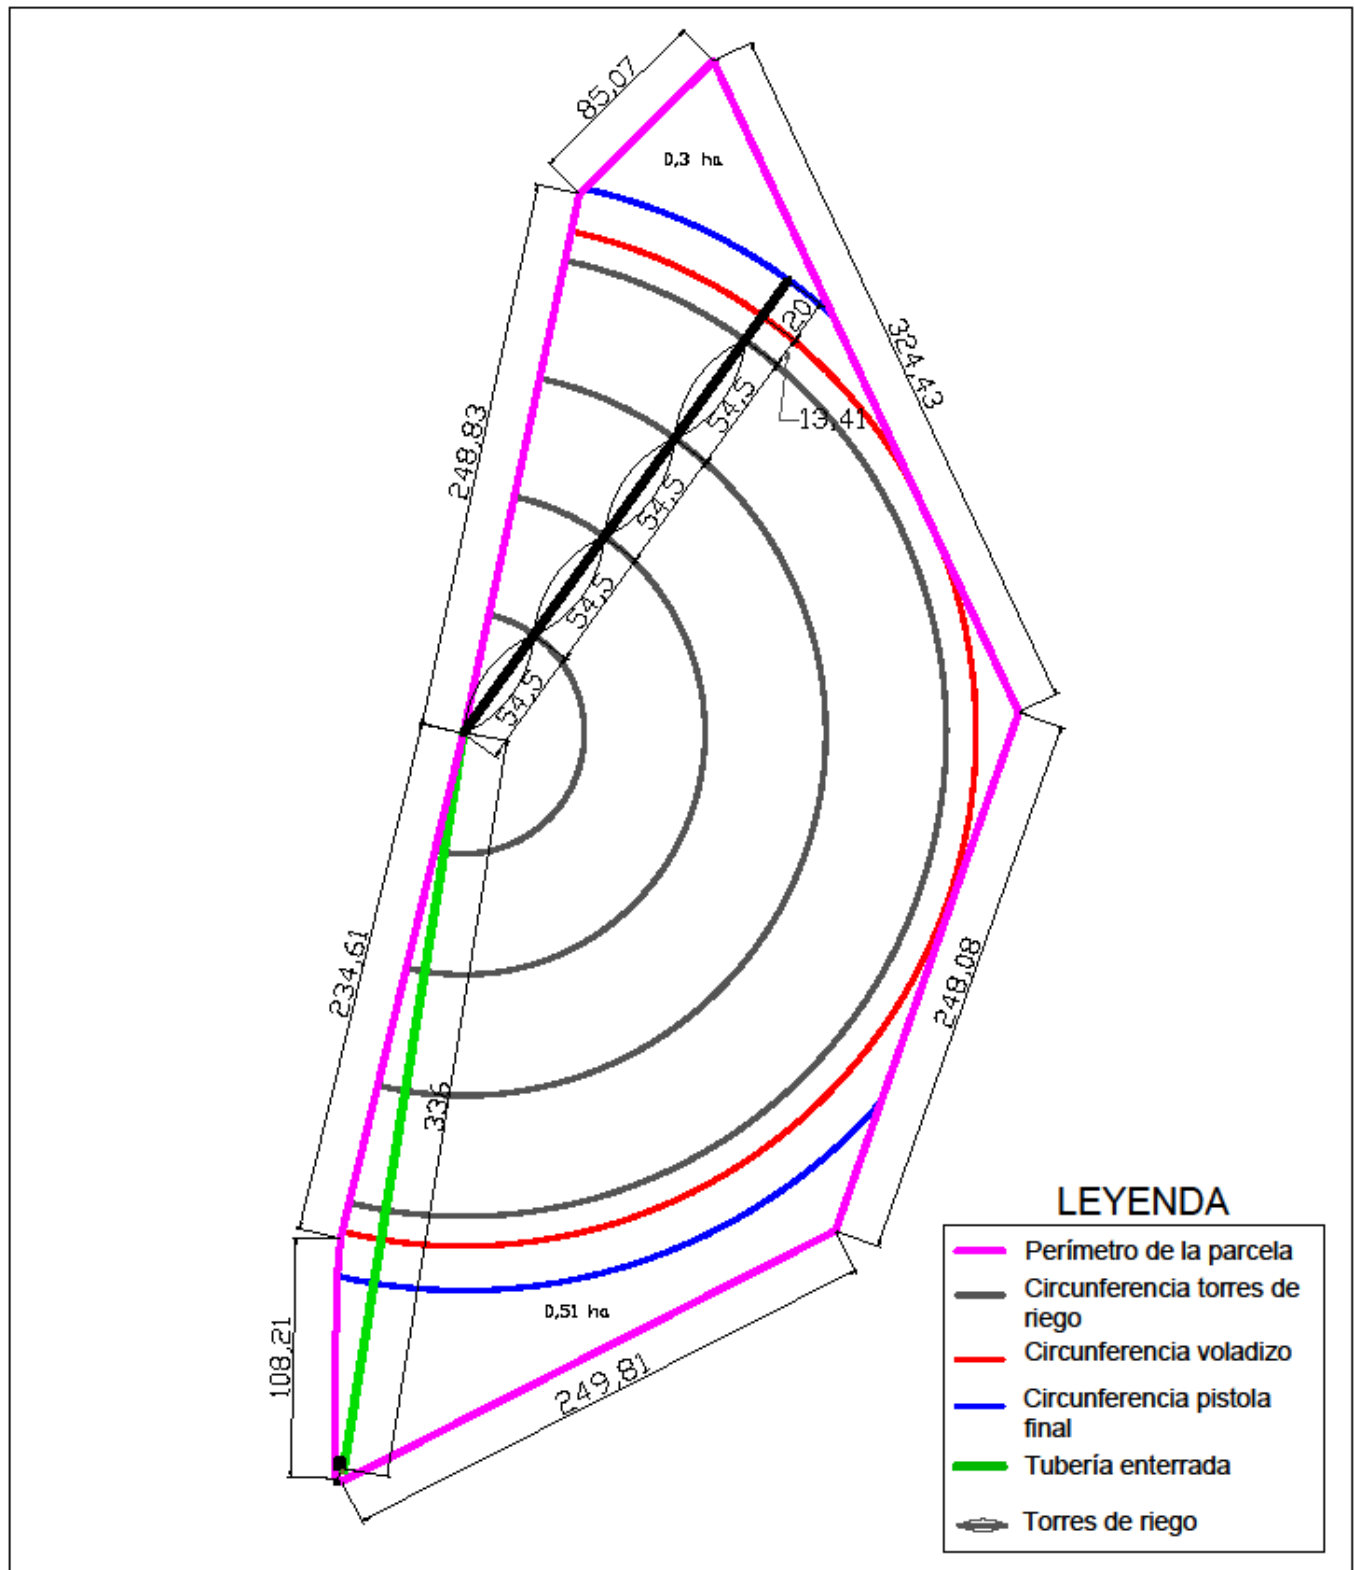 85,07
0,3 ha
324,43
248,83
20
13,41
54,5
54,5
54,5
54,5
234,61
336
248,08
108,21
0,51 ha
249,81
LEYENDA
Perímetro de la parcela
Circunferencia torres de
riego
Circunferencia voladizo
Circunferencia pistola
final
Tubería enterrada
Torres de riego